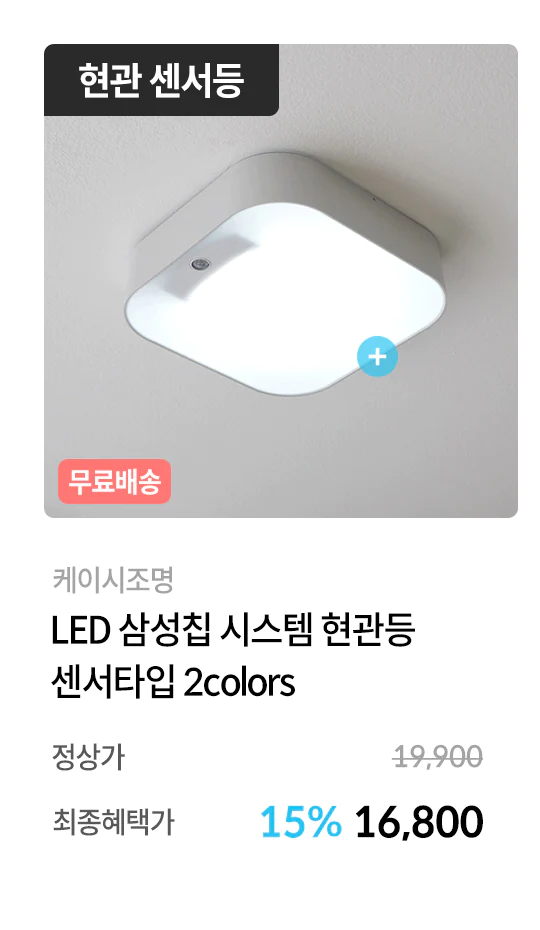 현관 센서등
무료배송
케이시조명
LED 삼성칩 시스템 현관등
센서타입 2colors
정상가 19,900
최종혜택가 15% 16,800